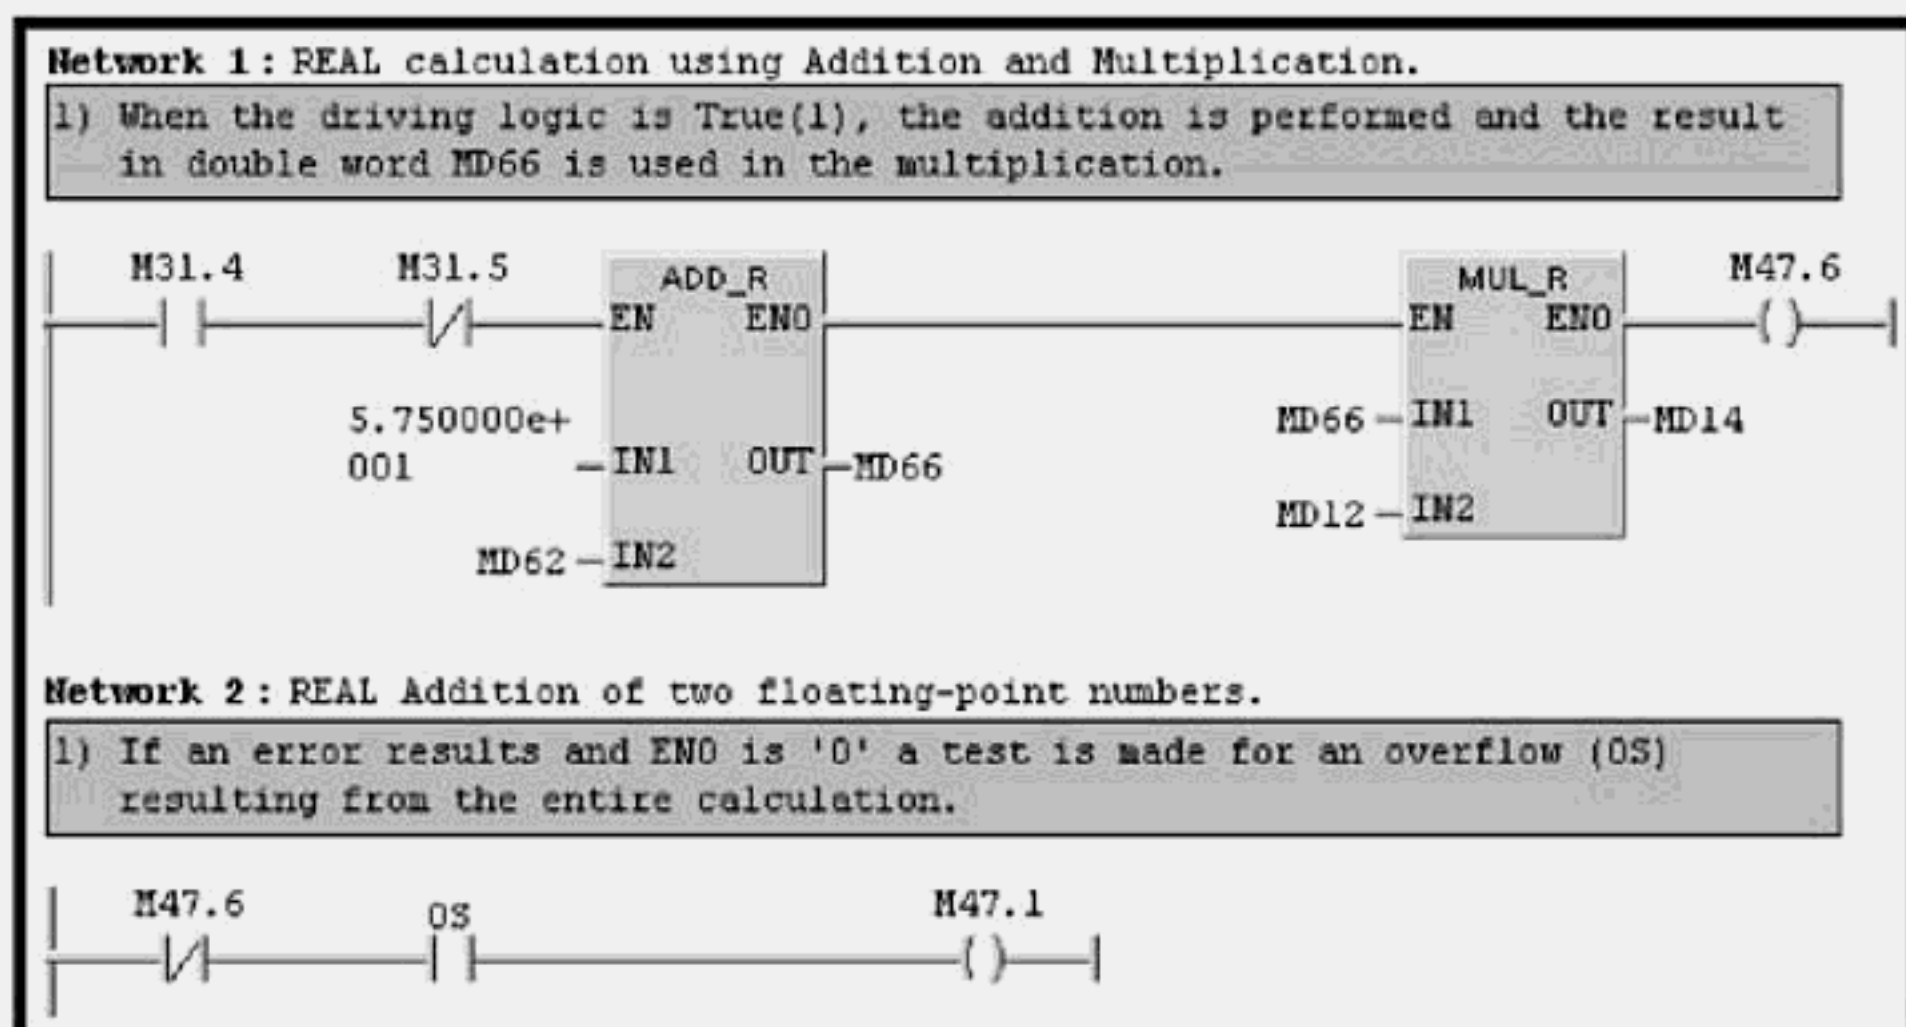 Network 1: REAL calculation using Addition and Multiplication.
1) When the driving logic is True(1), the addition is performed and the result
in double word MD66 is used in the multiplication.
M31.4 M31.5 ADD_R MUL_R M47.6
EN ENO EN ENO
5.750000e+
001
IN1 OUT MD66
MD66 IN1 OUT MD14
MD12 IN2
MD62 IN2
Network 2: REAL Addition of two floating-point numbers.
1) If an error results and ENO is '0' a test is made for an overflow (OS)
resulting from the entire calculation.
M47.6 OS M47.1